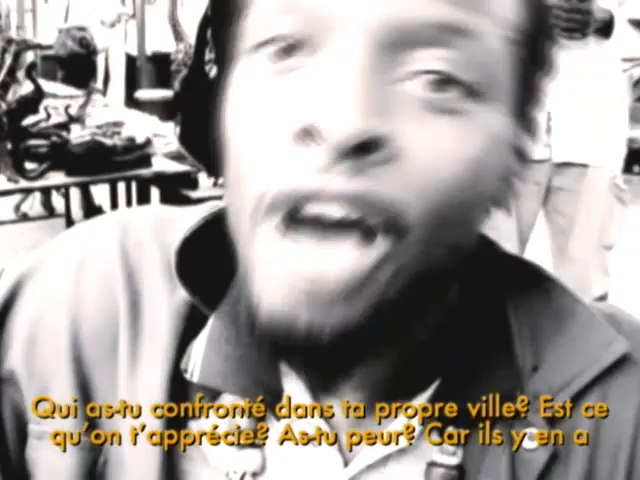 Qui as-tu confronté dans ta propre ville? Est ce
qu'on t'apprécie? As-tu peur? Car ils y en a